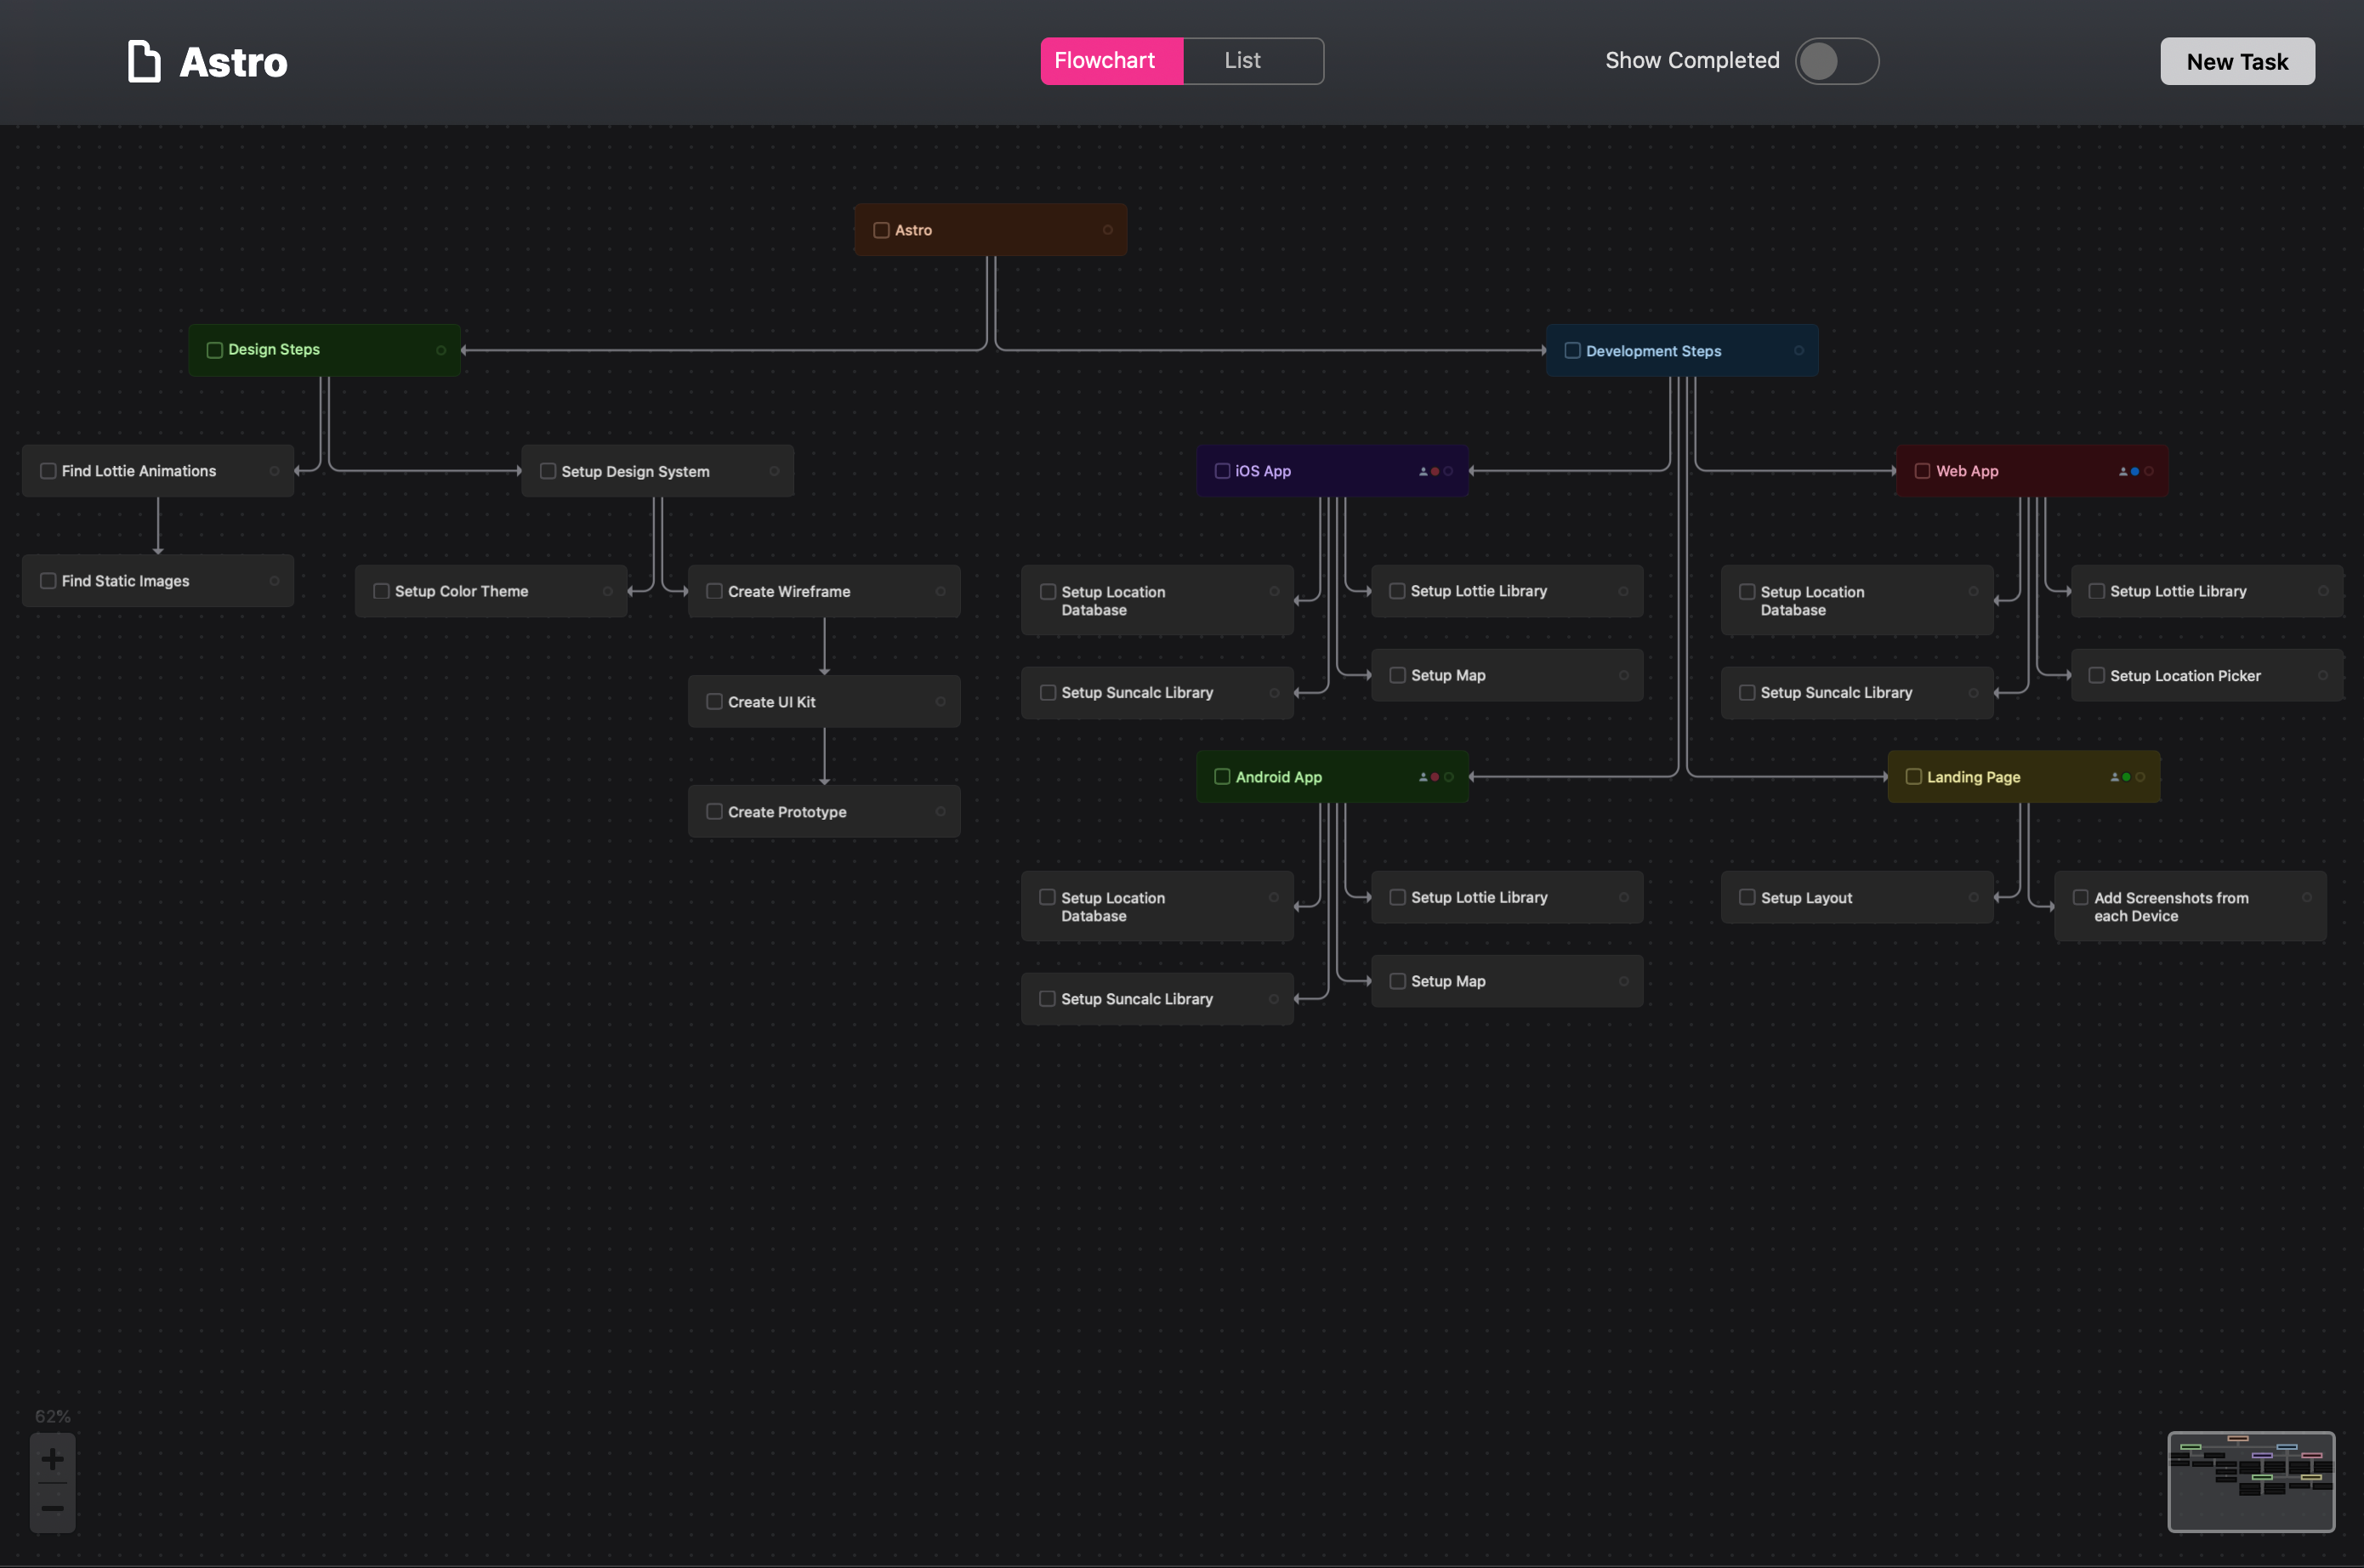 Astro
Flowchart
List
Show Completed
New Task
Astro
Design Steps
Development Steps
Find Lottie Animations
Setup Design System
iOS App
Web App
Find Static Images
Setup Color Theme
Create Wireframe
Setup Location
Database
Setup Lottie Library
Setup Location
Database
Setup Lottie Library
Create UI Kit
Setup Suncalc Library
Setup Map
Setup Suncalc Library
Setup Location Picker
Create Prototype
Android App
Landing Page
Setup Location
Database
Setup Lottie Library
Setup Layout
Add Screenshots from
each Device
Setup Suncalc Library
Setup Map
62%